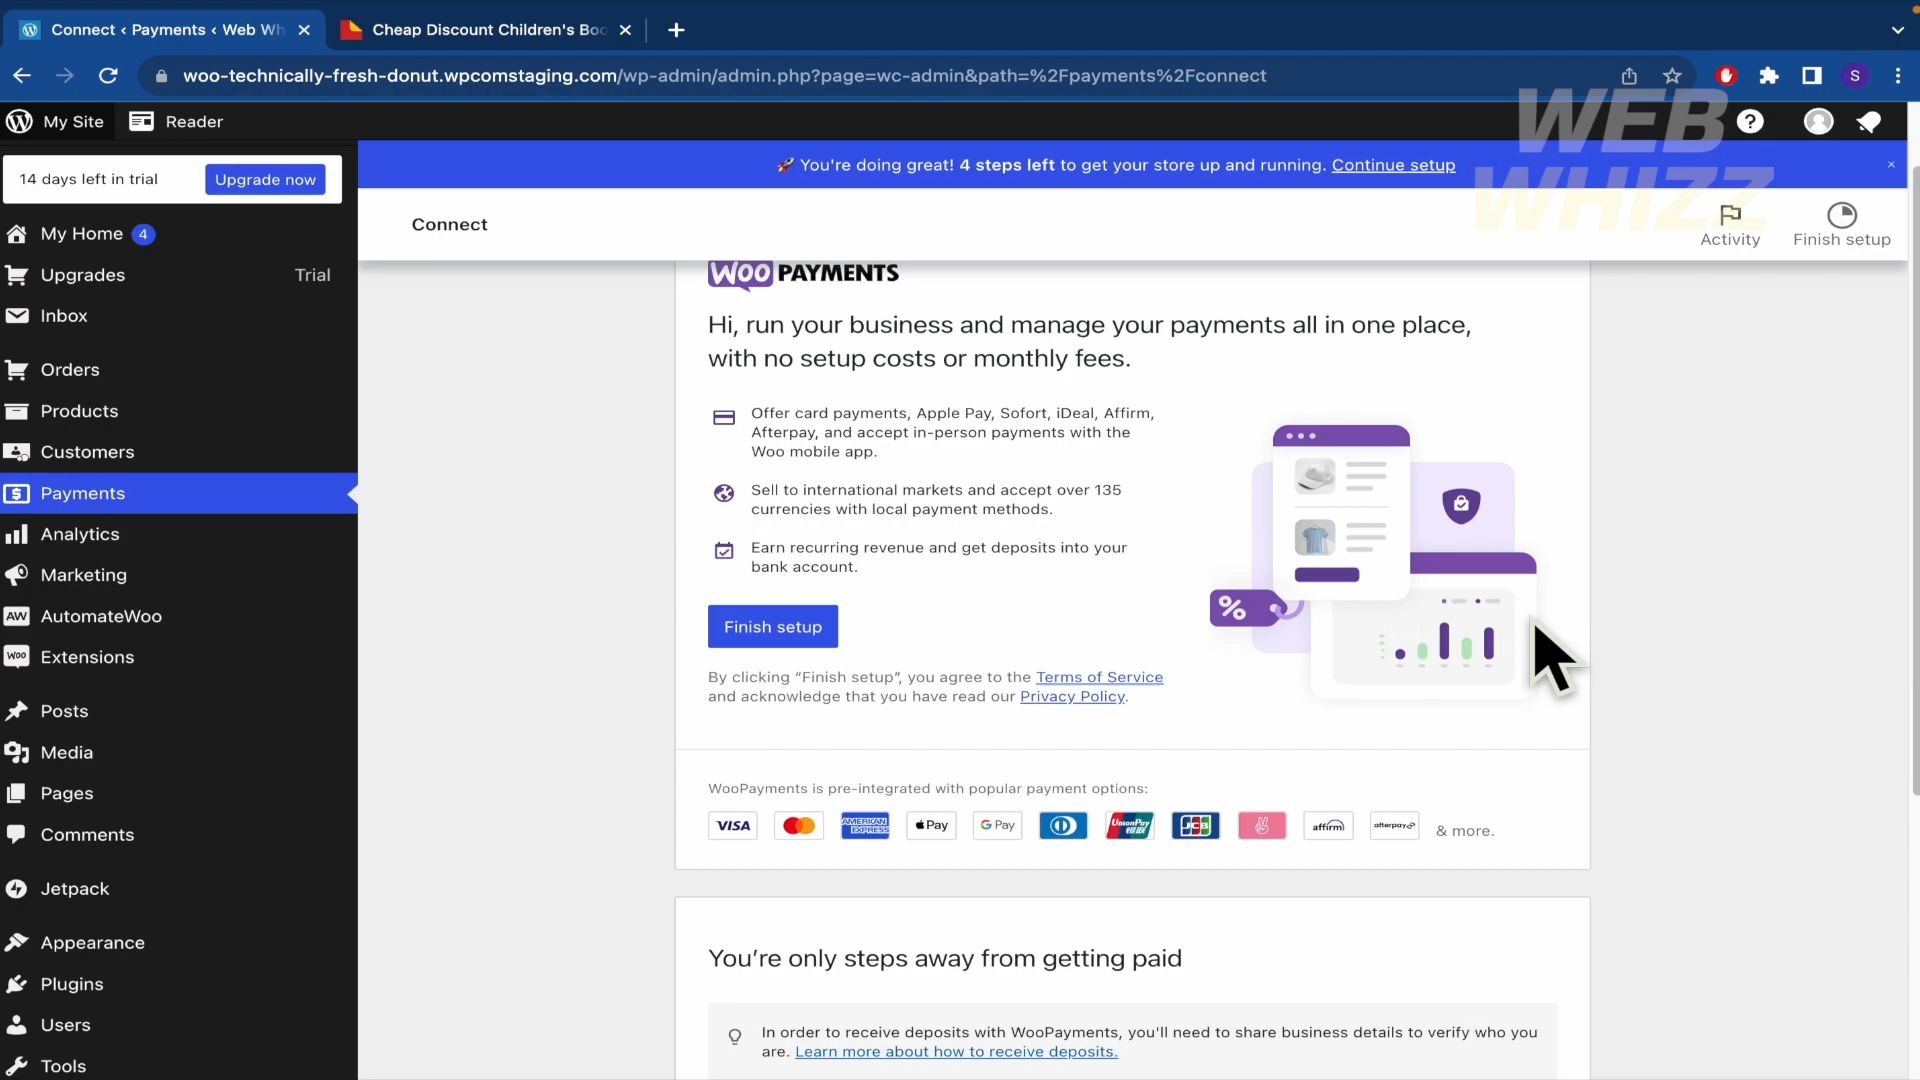 Connect ‹ Payments ‹ Web Wh
Cheap Discount Children's Boo
woo-technically-fresh-donut.wpcomstaging.com/wp-admin/admin.php?page=wc-admin&path=%2Fpayments%2Fconnect
S
My Site
Reader
WEB
WHIZZ
14 days left in trial
Upgrade now
🚀 You're doing great! 4 steps left to get your store up and running. Continue setup
Connect
Activity
Finish setup
My Home 4
Upgrades Trial
Inbox
Orders
Products
Customers
Payments
Analytics
Marketing
AW AutomateWoo
Woo Extensions
Posts
Media
Pages
Comments
Jetpack
Appearance
Plugins
Users
Tools
WOO PAYMENTS
Hi, run your business and manage your payments all in one place,
with no setup costs or monthly fees.
Offer card payments, Apple Pay, Sofort, iDeal, Affirm,
Afterpay, and accept in-person payments with the
Woo mobile app.
Sell to international markets and accept over 135
currencies with local payment methods.
Earn recurring revenue and get deposits into your
bank account.
%
Finish setup
By clicking “Finish setup”, you agree to the Terms of Service
and acknowledge that you have read our Privacy Policy.
WooPayments is pre-integrated with popular payment options:
VISA
AMERICAN EXPRESS
Pay
G Pay
UnionPay 银联
JCB
affirm
afterpay
& more.
You’re only steps away from getting paid
In order to receive deposits with WooPayments, you'll need to share business details to verify who you
are. Learn more about how to receive deposits.